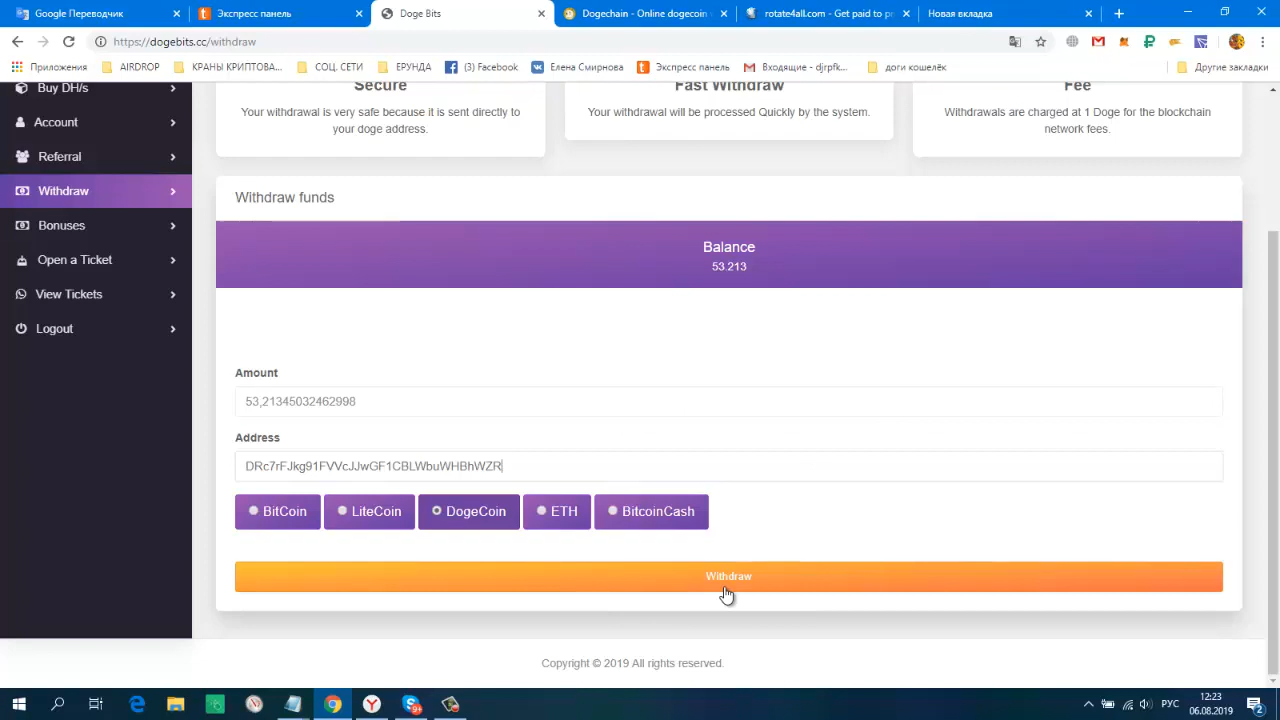 Google Переводчик
Экспресс панель
Doge Bits
Dogechain - Online dogecoin
rotate4all.com - Get paid to p
Новая вкладка
https://dogebits.cc/withdraw
Приложения
AIRDROP
КРАНЫ КРИПТОВА...
СОЦ. СЕТИ
ЕРУНДА
(3) Facebook
Елена Смирнова
Экспресс панель
Входящие - djrpfk...
доги кошелёк
Другие закладки
Buy DH/s
Account
Referral
Withdraw
Bonuses
Open a Ticket
View Tickets
Logout
Secure
Your withdrawal is very safe because it is sent directly to
your doge address.
Fast Withdraw
Your withdrawal will be processed Quickly by the system.
Fee
Withdrawals are charged at 1 Doge for the blockchain
network fees.
Withdraw funds
Balance
53.213
Amount
53,21345032462998
Address
DRc7rFJkg91FVVcJJwGF1CBLWbuWHBhWZR
BitCoin
LiteCoin
DogeCoin
ETH
BitcoinCash
Withdraw
Copyright © 2019 All rights reserved.
РУС
12:23
06.08.2019